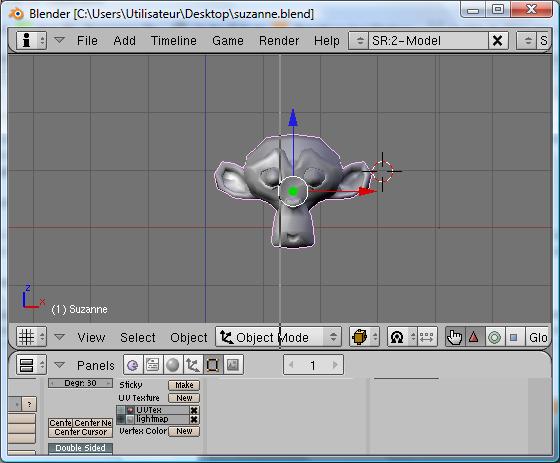 Blender [C:\Users\Utilisateur\Desktop\suzanne.blend]
File Add Timeline Game Render Help SR:2-Model S
z
x
(1) Suzanne
View Select Object Object Mode Glo
Panels 1
Degr: 30 Sticky Make
UV Texture New
? UVTex
lightmap
Cente Center Ne Vertex Color New
Center Cursor
Double Sided